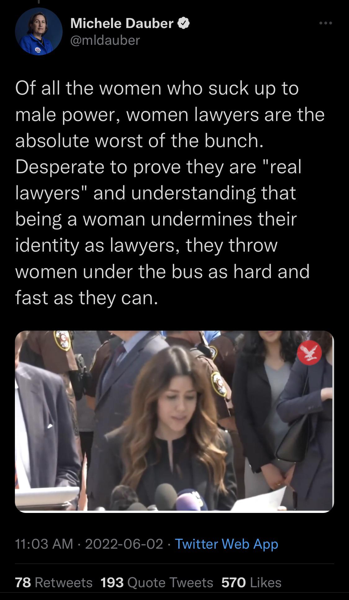 Michele Dauber
@mldauber
Of all the women who suck up to
male power, women lawyers are the
absolute worst of the bunch.
Desperate to prove they are "real
lawyers" and understanding that
being a woman undermines their
identity as lawyers, they throw
women under the bus as hard and
fast as they can.
11:03 AM · 2022-06-02 · Twitter Web App
78 Retweets 193 Quote Tweets 570 Likes